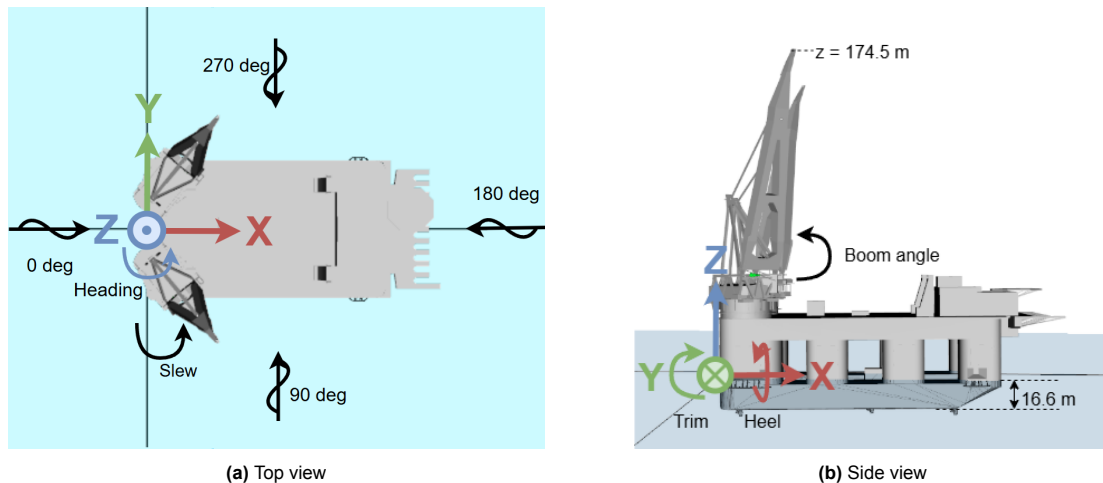 270 deg
Y
180 deg
Z
X
0 deg
Heading
Slew
90 deg
(a) Top view
z = 174.5 m
Boom angle
Z
Y
X
16.6 m
Trim
Heel
(b) Side view